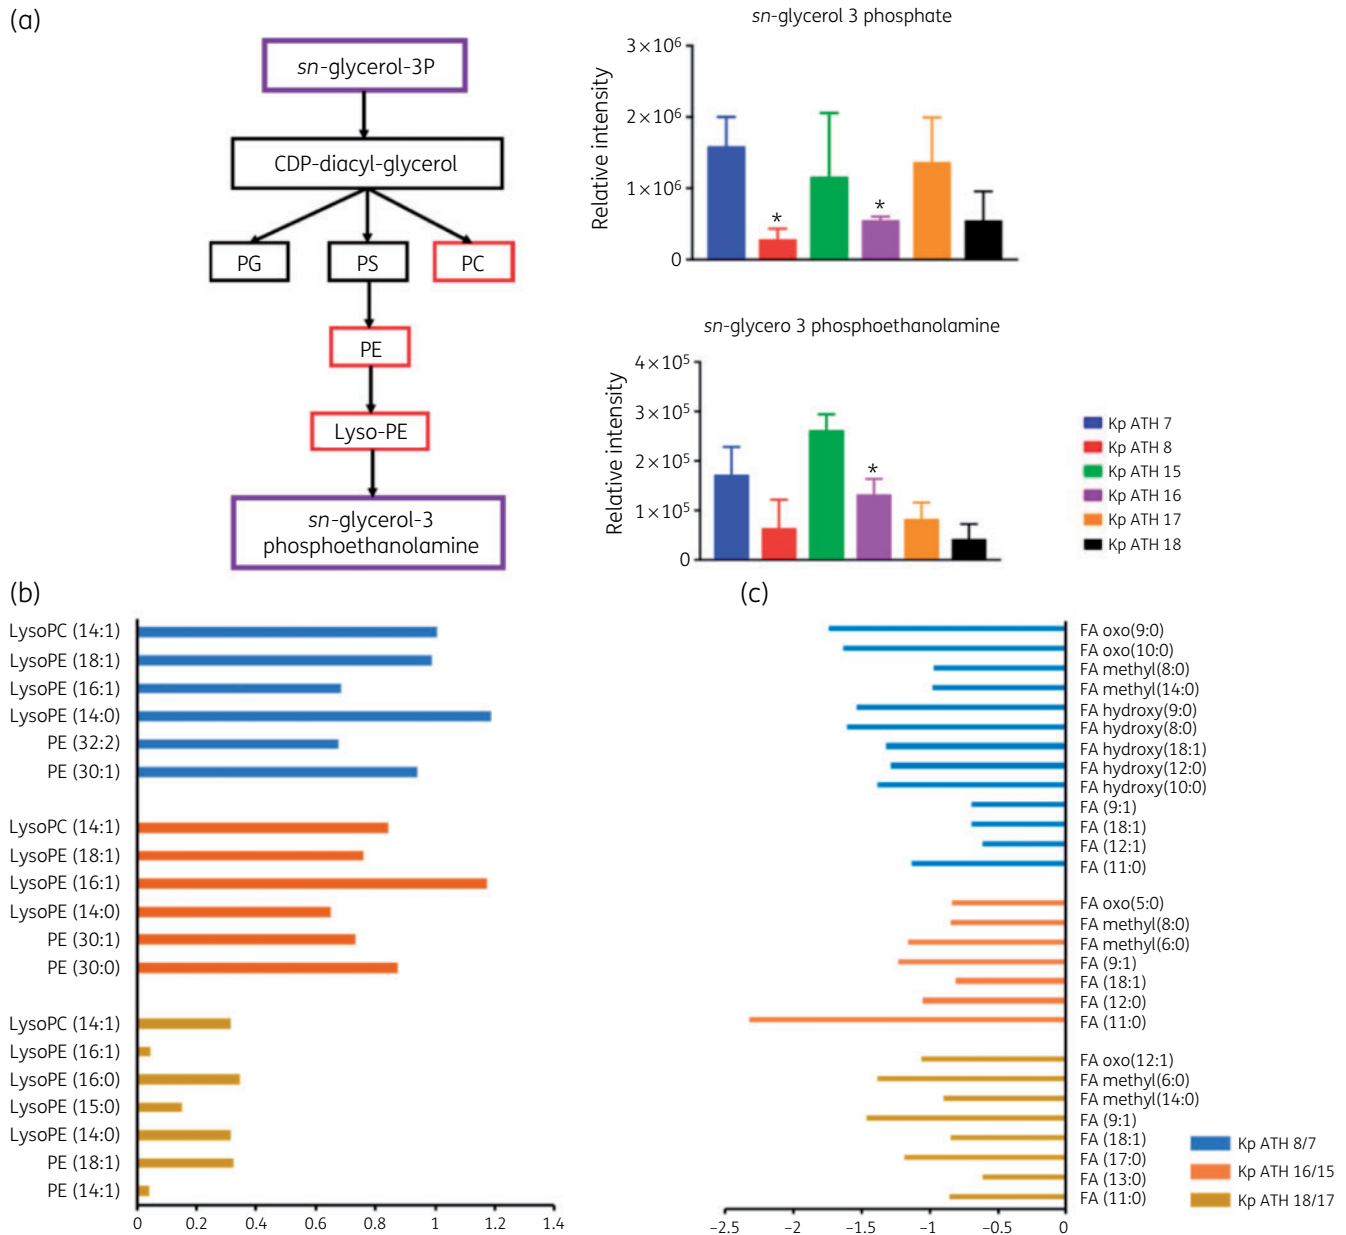 (a)
sn-glycerol-3P
CDP-diacyl-glycerol
PG
PS
PC
PE
Lyso-PE
sn-glycerol-3
phosphoethanolamine
sn-glycerol 3 phosphate
Relative intensity
3×10⁶
2×10⁶
1×10⁶
0
*
*
sn-glycero 3 phosphoethanolamine
Relative intensity
4×10⁵
3×10⁵
2×10⁵
1×10⁵
0
*
Kp ATH 7
Kp ATH 8
Kp ATH 15
Kp ATH 16
Kp ATH 17
Kp ATH 18
(b)
LysoPC (14:1)
LysoPE (18:1)
LysoPE (16:1)
LysoPE (14:0)
PE (32:2)
PE (30:1)
LysoPC (14:1)
LysoPE (18:1)
LysoPE (16:1)
LysoPE (14:0)
PE (30:1)
PE (30:0)
LysoPC (14:1)
LysoPE (16:1)
LysoPE (16:0)
LysoPE (15:0)
LysoPE (14:0)
PE (18:1)
PE (14:1)
0 0.2 0.4 0.6 0.8 1 1.2 1.4
(c)
FA oxo(9:0)
FA oxo(10:0)
FA methyl(8:0)
FA methyl(14:0)
FA hydroxy(9:0)
FA hydroxy(8:0)
FA hydroxy(18:1)
FA hydroxy(12:0)
FA hydroxy(10:0)
FA (9:1)
FA (18:1)
FA (12:1)
FA (11:0)
FA oxo(5:0)
FA methyl(8:0)
FA methyl(6:0)
FA (9:1)
FA (18:1)
FA (12:0)
FA (11:0)
FA oxo(12:1)
FA methyl(6:0)
FA methyl(14:0)
FA (9:1)
FA (18:1)
FA (17:0)
FA (13:0)
FA (11:0)
−2.5 −2 −1.5 −1 −0.5 0
Kp ATH 8/7
Kp ATH 16/15
Kp ATH 18/17